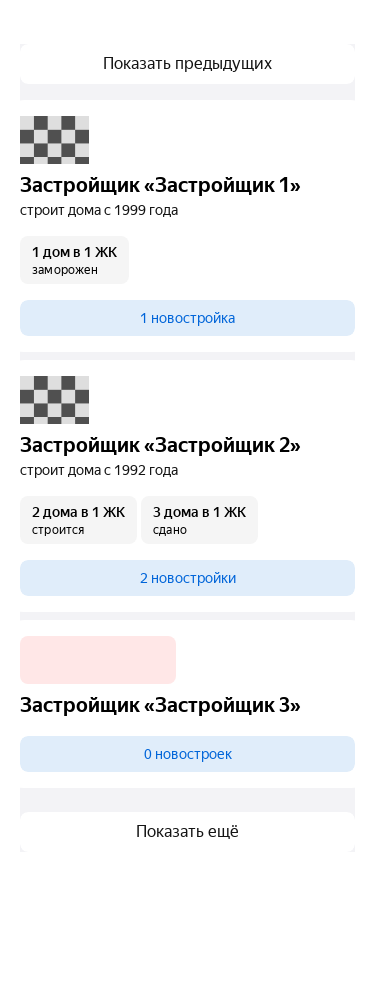 Показать предыдущих
Застройщик «Застройщик 1»
строит дома с 1999 года
1 дом в 1 ЖК
заморожен
1 новостройка
Застройщик «Застройщик 2»
строит дома с 1992 года
2 дома в 1 ЖК
строится
3 дома в 1 ЖК
сдано
2 новостройки
Застройщик «Застройщик 3»
0 новостроек
Показать ещё